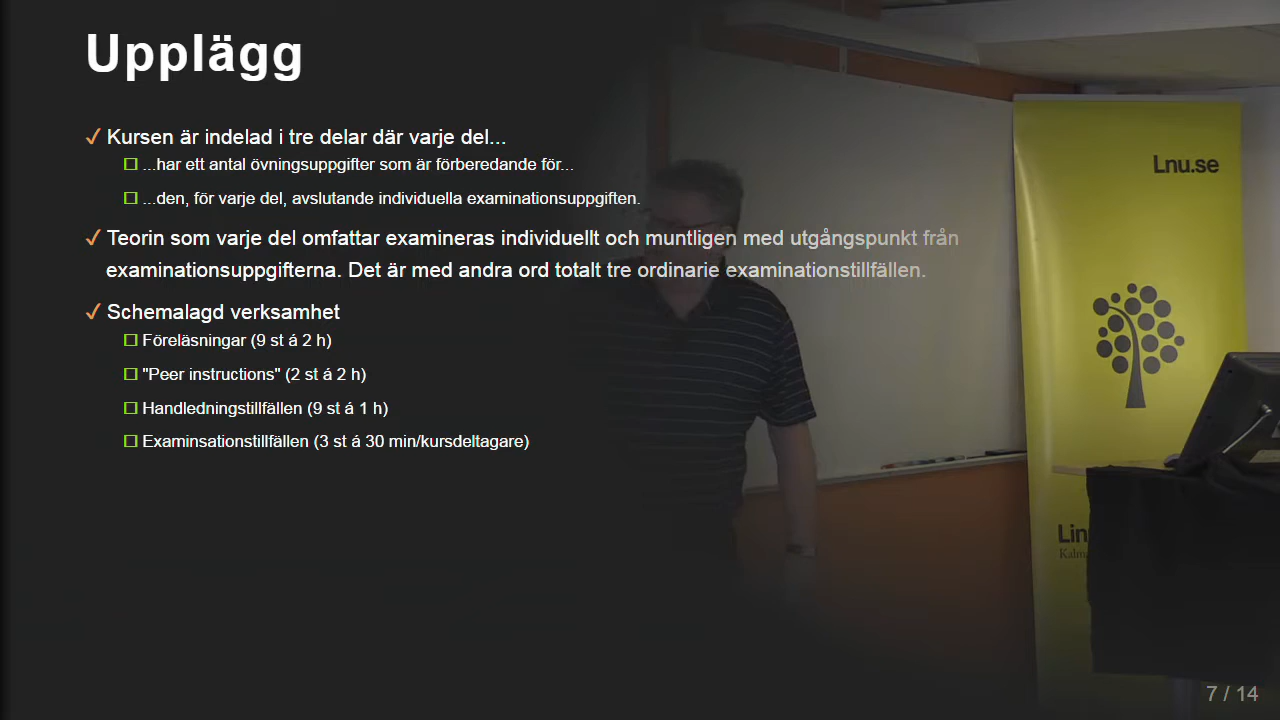 Upplägg
Kursen är indelad i tre delar där varje del...
...har ett antal övningsuppgifter som är förberedande för...
...den, för varje del, avslutande individuella examinationsuppgiften.
Teorin som varje del omfattar examineras individuellt och muntligen med utgångspunkt från
examinationsuppgifterna. Det är med andra ord totalt tre ordinarie examinationstillfällen.
Schemalagd verksamhet
Föreläsningar (9 st á 2 h)
"Peer instructions" (2 st á 2 h)
Handledningstillfällen (9 st á 1 h)
Examinsationstillfällen (3 st á 30 min/kursdeltagare)
Lnu.se
7 / 14